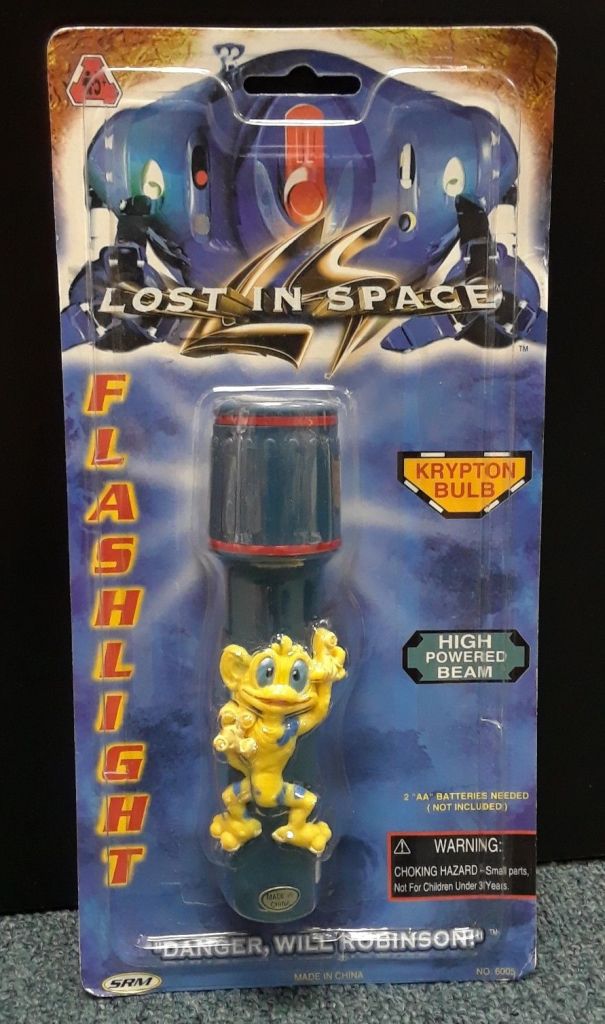 LOST IN SPACE
TM
FLASHLIGHT
KRYPTON
BULB
HIGH
POWERED
BEAM
2 "AA" BATTERIES NEEDED
( NOT INCLUDED )
WARNING:
CHOKING HAZARD - Small parts,
Not For Children Under 3 Years.
MADE IN
CHINA
"DANGER, WILL ROBINSON!" TM
MADE IN CHINA
NO. 6005
SRM